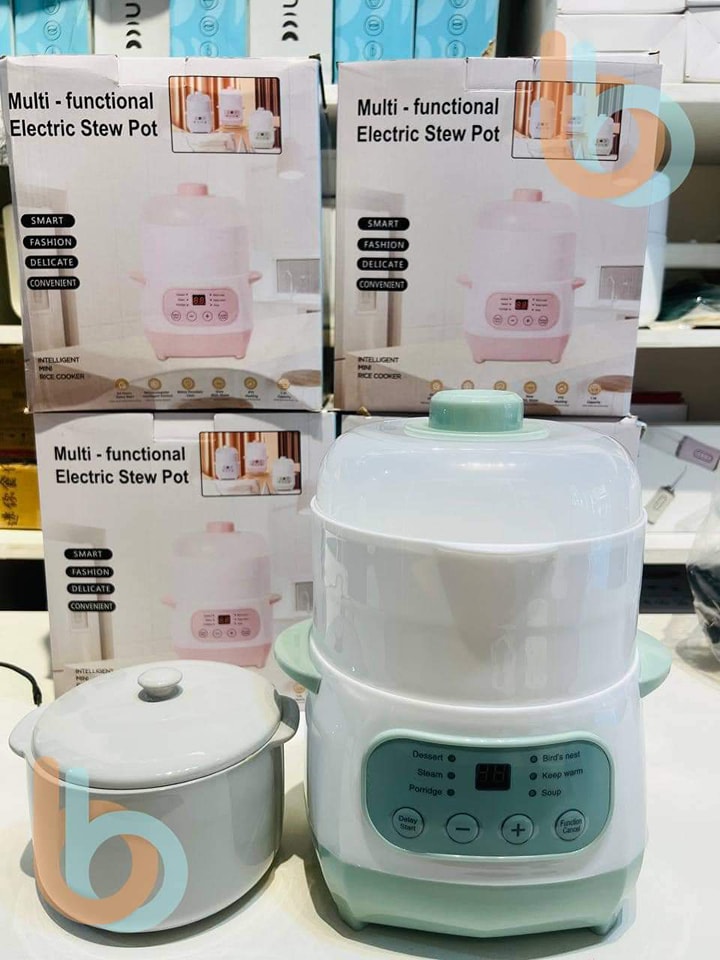 Multi - functional
Electric Stew Pot
SMART
FASHION
DELICATE
CONVENIENT
INTELLIGENT
MINI
RICE COOKER
Multi - functional
Electric Stew Pot
SMART
FASHION
DELICATE
CONVENIENT
INTELLIGENT
MINI
RICE COOKER
Multi - functional
Electric Stew Pot
SMART
FASHION
DELICATE
CONVENIENT
INTELLIGENT
MINI
Dessert
Steam
Porridge
Bird's nest
Keep warm
Soup
Delay
Start
−
+
Function
Cancel